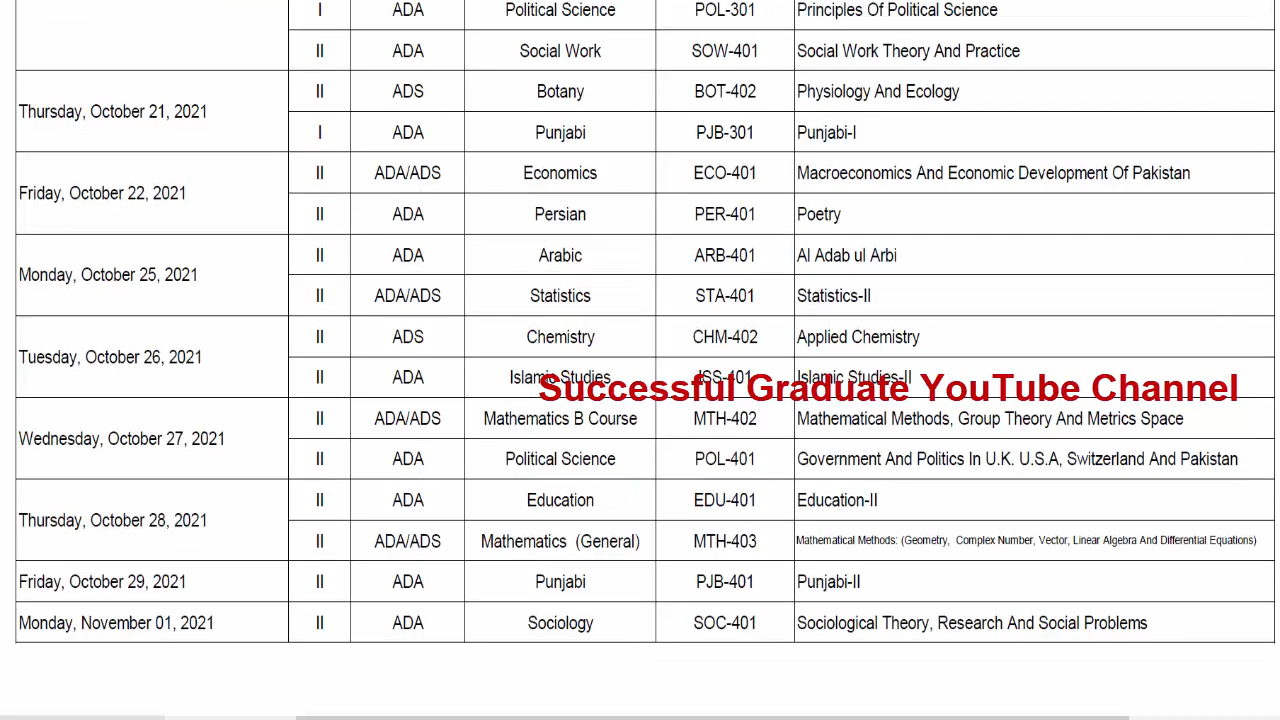 I ADA Political Science POL-301 Principles Of Political Science
II ADA Social Work SOW-401 Social Work Theory And Practice
Thursday, October 21, 2021 II ADS Botany BOT-402 Physiology And Ecology
I ADA Punjabi PJB-301 Punjabi-I
Friday, October 22, 2021 II ADA/ADS Economics ECO-401 Macroeconomics And Economic Development Of Pakistan
II ADA Persian PER-401 Poetry
Monday, October 25, 2021 II ADA Arabic ARB-401 Al Adab ul Arbi
II ADA/ADS Statistics STA-401 Statistics-II
Tuesday, October 26, 2021 II ADS Chemistry CHM-402 Applied Chemistry
II ADA Islamic Studies ISS-401 Islamic Studies-II
Successful Graduate YouTube Channel
Wednesday, October 27, 2021 II ADA/ADS Mathematics B Course MTH-402 Mathematical Methods, Group Theory And Metrics Space
II ADA Political Science POL-401 Government And Politics In U.K. U.S.A, Switzerland And Pakistan
Thursday, October 28, 2021 II ADA Education EDU-401 Education-II
II ADA/ADS Mathematics (General) MTH-403 Mathematical Methods: (Geometry, Complex Number, Vector, Linear Algebra And Differential Equations)
Friday, October 29, 2021 II ADA Punjabi PJB-401 Punjabi-II
Monday, November 01, 2021 II ADA Sociology SOC-401 Sociological Theory, Research And Social Problems